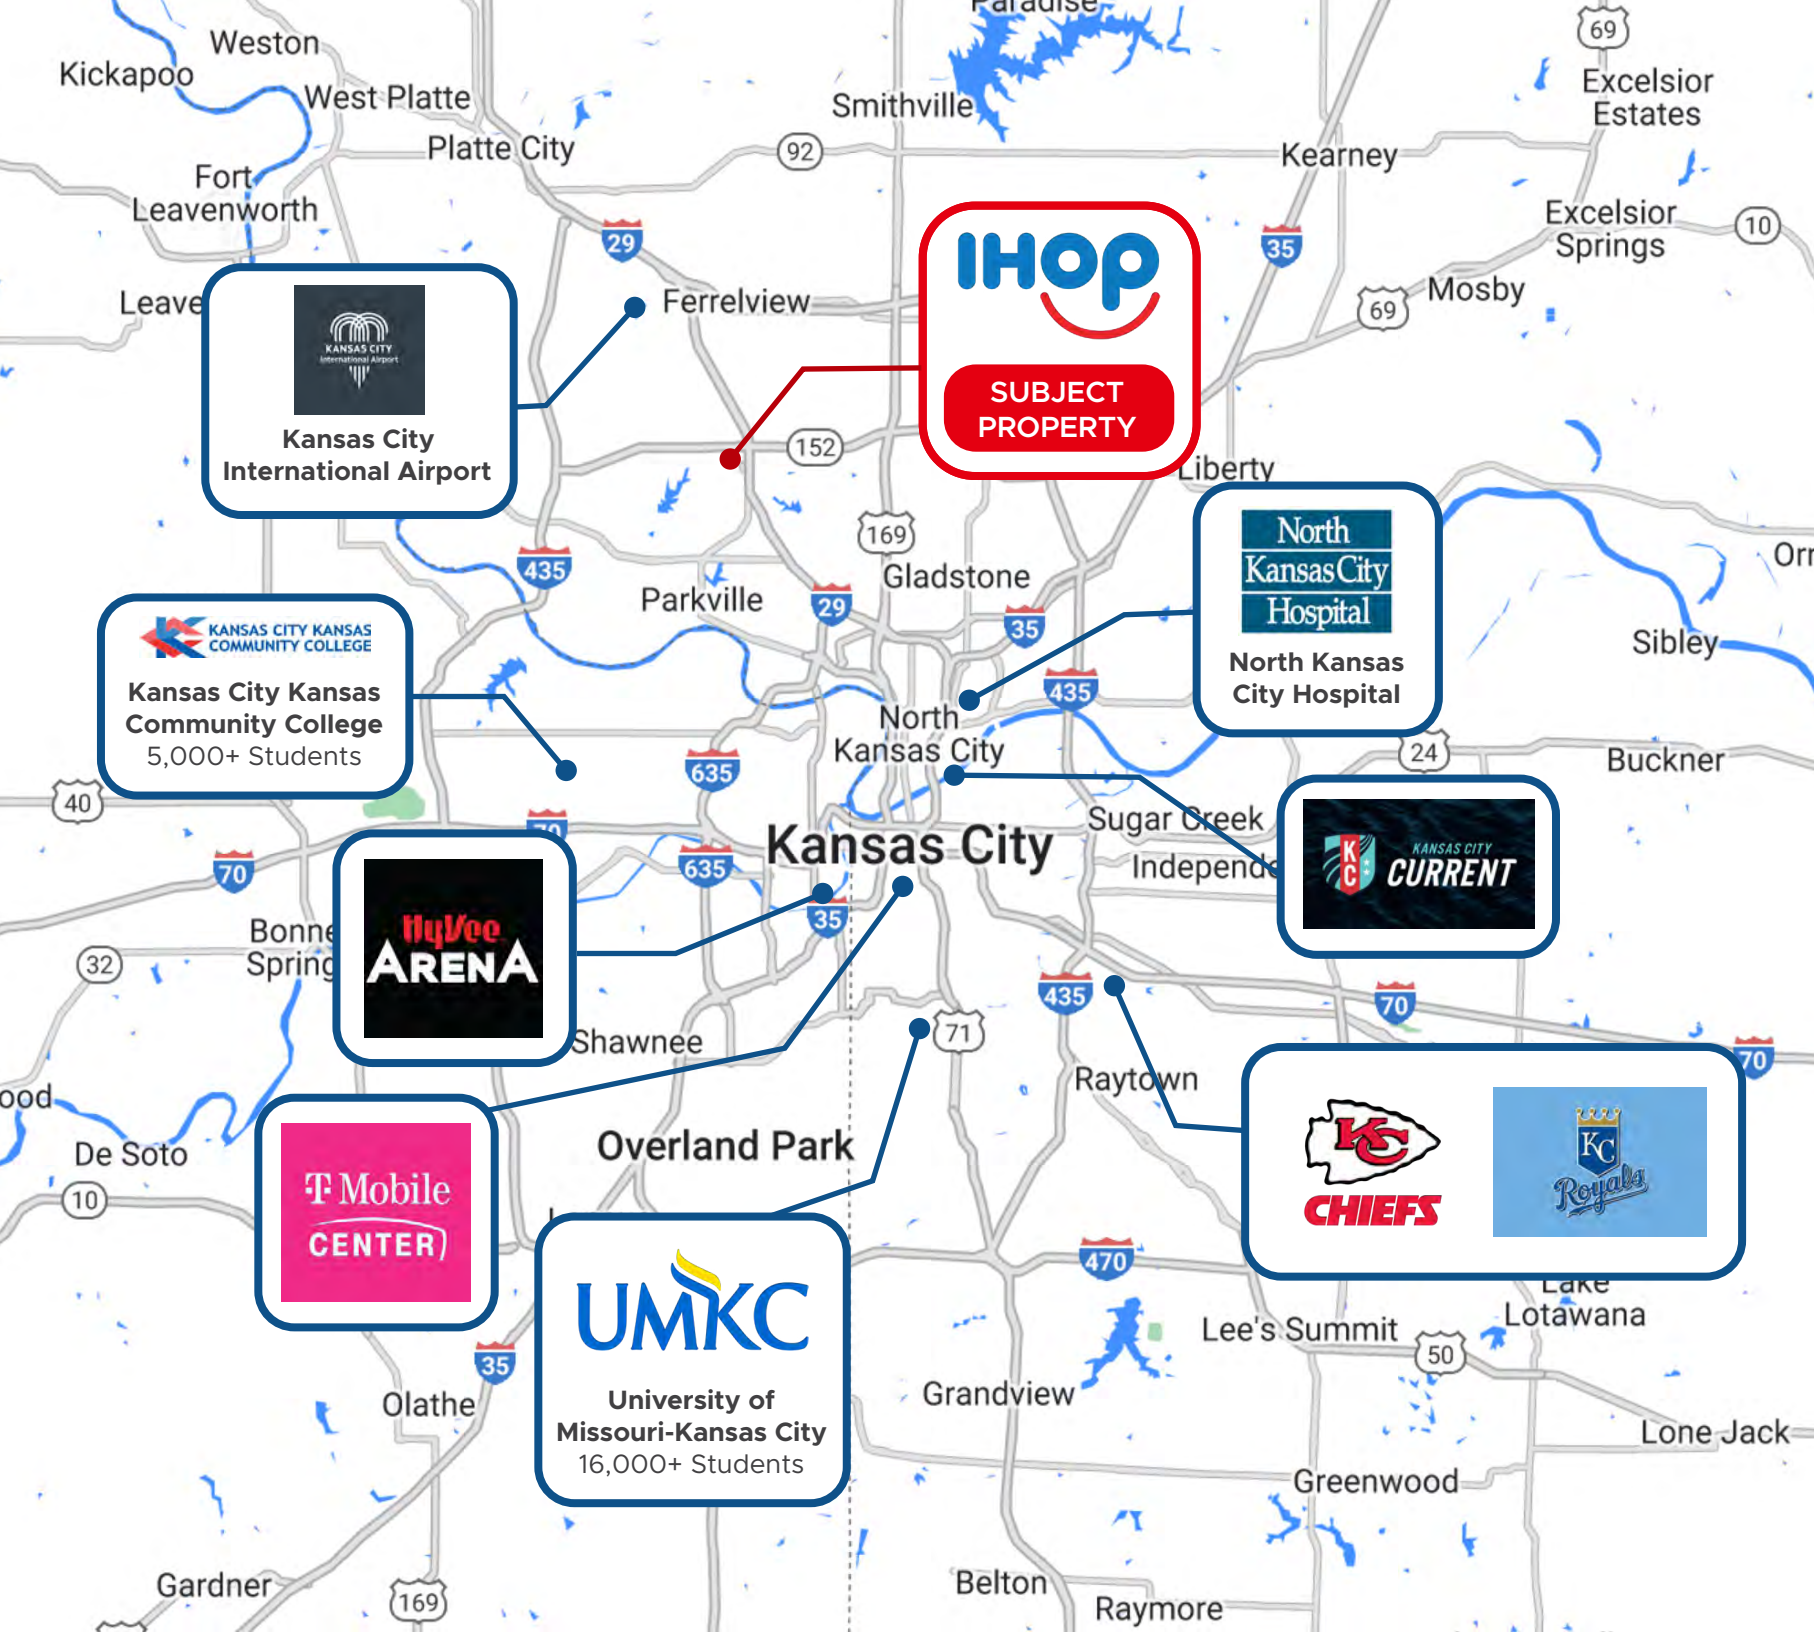 Paradise
69
Weston
Kickapoo
West Platte
Smithville
Excelsior
Estates
Platte City
92
Kearney
Fort
Leavenworth
Excelsior
Springs
10
29
35
IHOP
SUBJECT
PROPERTY
Leave
KANSAS CITY
International Airport
Kansas City
International Airport
Ferrelview
Mosby
69
152
Liberty
169
435
Gladstone
Parkville
29
35
North
Kansas City
Hospital
North Kansas
City Hospital
Orr
Sibley
KANSAS CITY KANSAS
COMMUNITY COLLEGE
Kansas City Kansas
Community College
5,000+ Students
435
North
Kansas City
635
24
Buckner
40
70
70
Kansas City
Sugar Creek
Independe
KC
KANSAS CITY
CURRENT
635
HyVee
ARENA
35
Bonne
Spring
32
435
70
70
71
Shawnee
Raytown
ood
De Soto
10
Overland Park
T Mobile
CENTER
KC
CHIEFS
KC
Royals
470
UMKC
University of
Missouri-Kansas City
16,000+ Students
Lake
Lotawana
Lee's Summit
50
35
Olathe
Grandview
Lone Jack
Greenwood
Gardner
169
Belton
Raymore